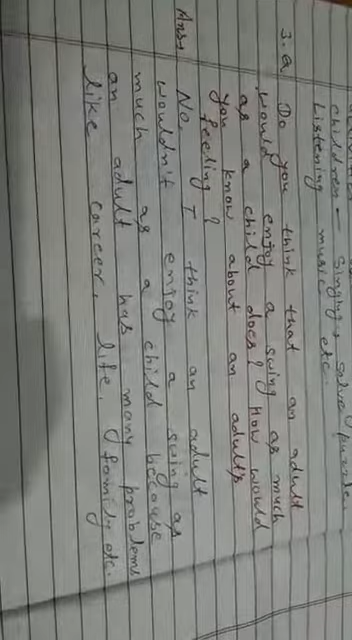 children - Singing, Solve puzzle
Listening music etc.
3. a Do you think that an adult
would enjoy a swing as much
as a child does? How would
you know about an adults
feeling?
Ans. No, I think an adult
wouldn't enjoy a swing as
much as a child because
an adult has many problems
like career, life, family etc.